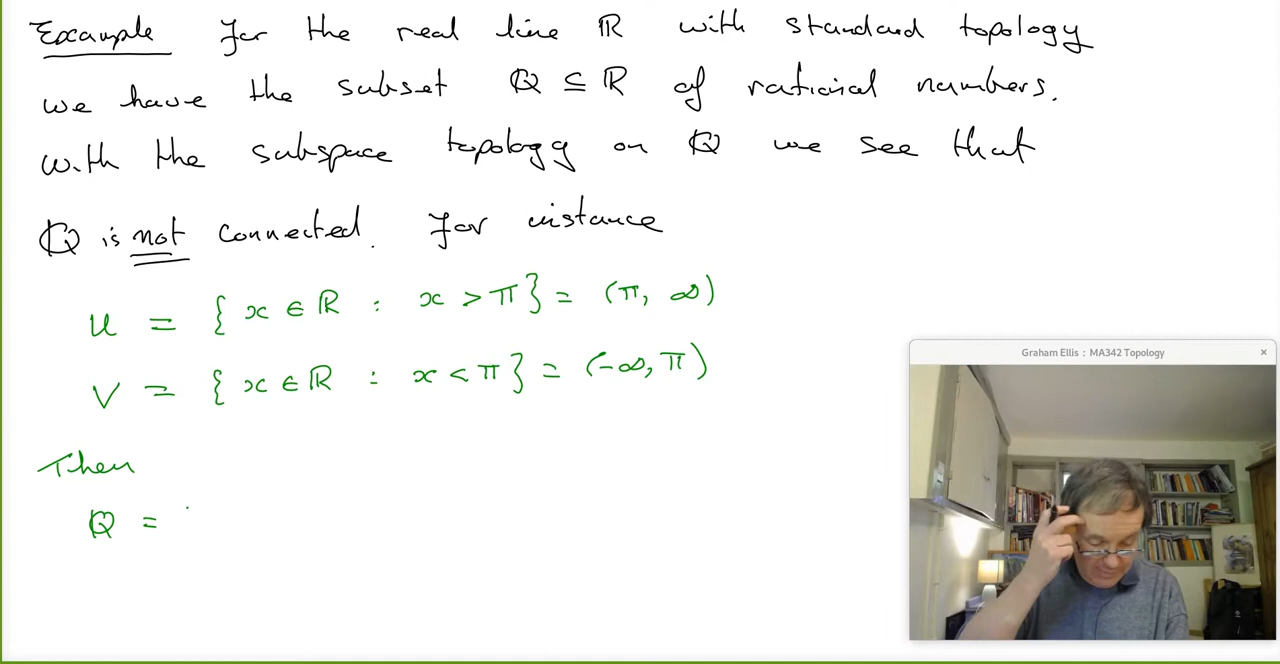 Example For the real line ℝ with standard topology
we have the subset ℚ ⊆ ℝ of rational numbers.
With the subspace topology on ℚ we see that
ℚ is not connected. For instance
U = { x ∈ ℝ : x > π } = (π, ∞)
V = { x ∈ ℝ : x < π } = (-∞, π)
Graham Ellis : MA342 Topology ×
Then
ℚ =